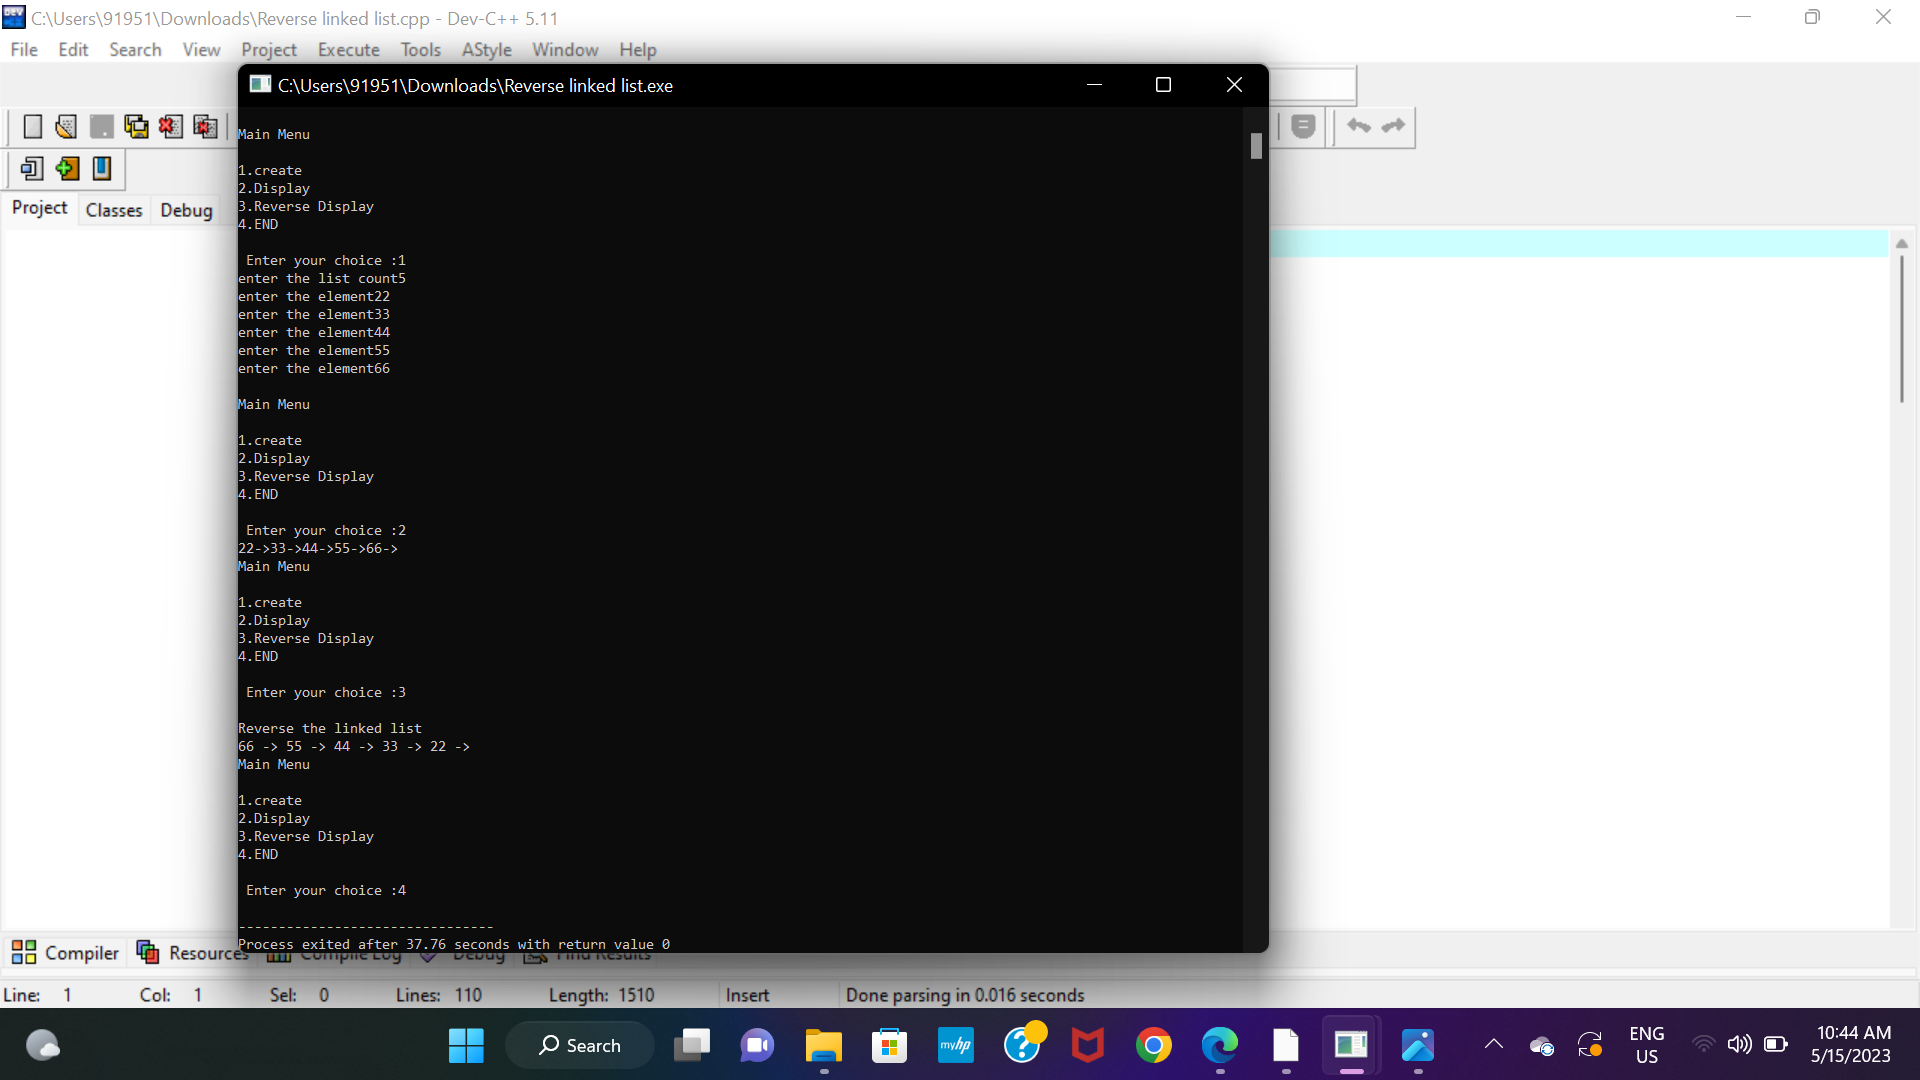 C:\Users\91951\Downloads\Reverse linked list.cpp - Dev-C++ 5.11
File Edit Search View Project Execute Tools AStyle Window Help
C:\Users\91951\Downloads\Reverse linked list.exe
Project Classes Debug
Main Menu
1.create
2.Display
3.Reverse Display
4.END
Enter your choice :1
enter the list count5
enter the element22
enter the element33
enter the element44
enter the element55
enter the element66
Main Menu
1.create
2.Display
3.Reverse Display
4.END
Enter your choice :2
22->33->44->55->66->
Main Menu
1.create
2.Display
3.Reverse Display
4.END
Enter your choice :3
Reverse the linked list
66 -> 55 -> 44 -> 33 -> 22 ->
Main Menu
1.create
2.Display
3.Reverse Display
4.END
Enter your choice :4
--------------------------------
Process exited after 37.76 seconds with return value 0
Compiler Resources Compile Log Debug Find Results
Line: 1 Col: 1 Sel: 0 Lines: 110 Length: 1510 Insert Done parsing in 0.016 seconds
Search
myhp
ENG
US
10:44 AM
5/15/2023